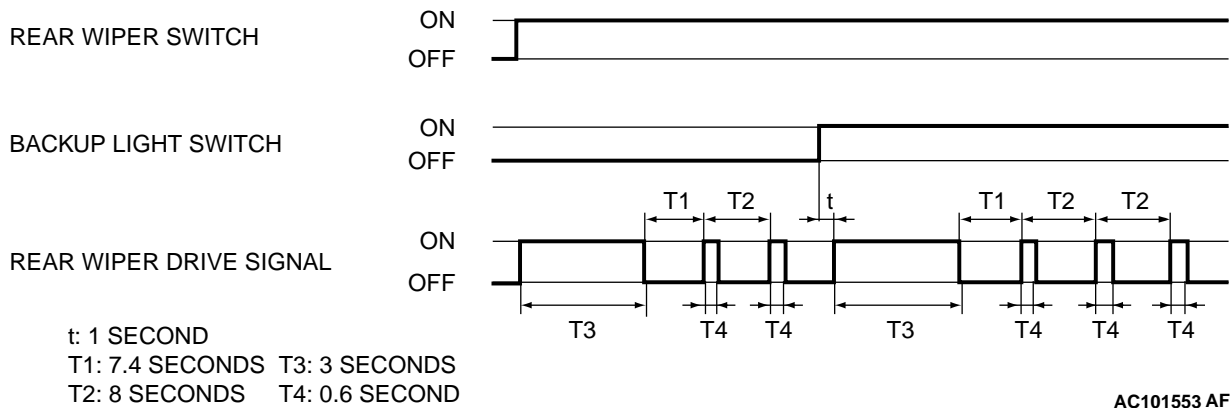 ON
REAR WIPER SWITCH
OFF
ON
BACKUP LIGHT SWITCH
OFF
T1 T2 t T1 T2 T2
ON
REAR WIPER DRIVE SIGNAL
OFF
T3 T4 T4 T3 T4 T4 T4
t: 1 SECOND
T1: 7.4 SECONDS T3: 3 SECONDS
T2: 8 SECONDS T4: 0.6 SECOND
AC101553 AF